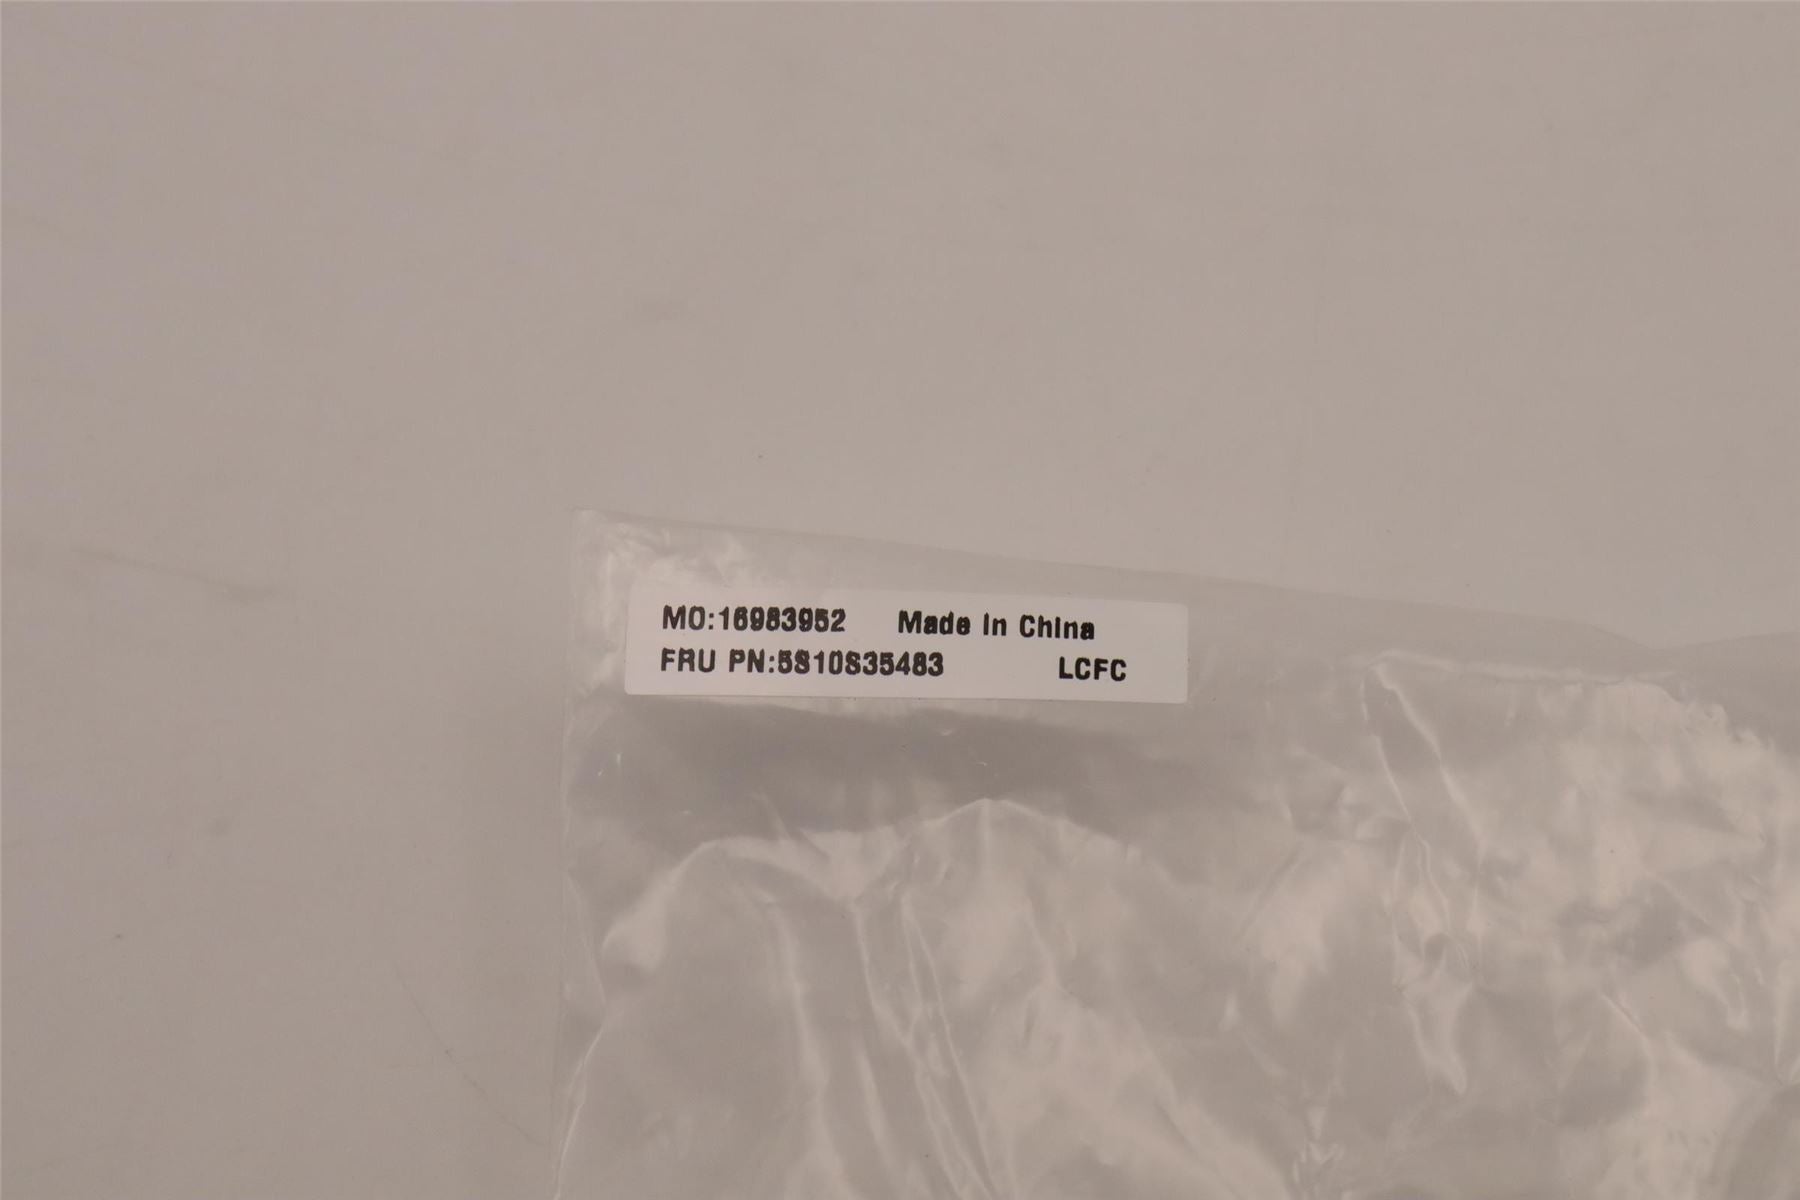 MO:16983952 Made In China
FRU PN:5S10S35483 LCFC